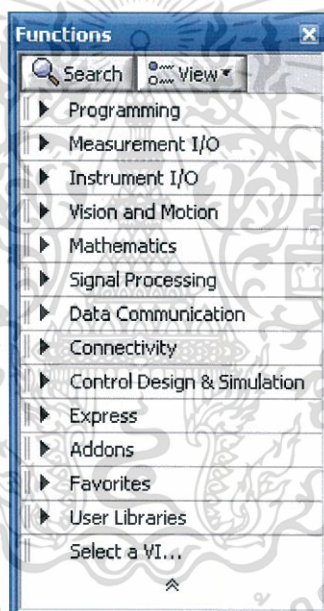 Functions
Search View
Programming
Measurement I/O
Instrument I/O
Vision and Motion
Mathematics
Signal Processing
Data Communication
Connectivity
Control Design & Simulation
Express
Addons
Favorites
User Libraries
Select a VI...